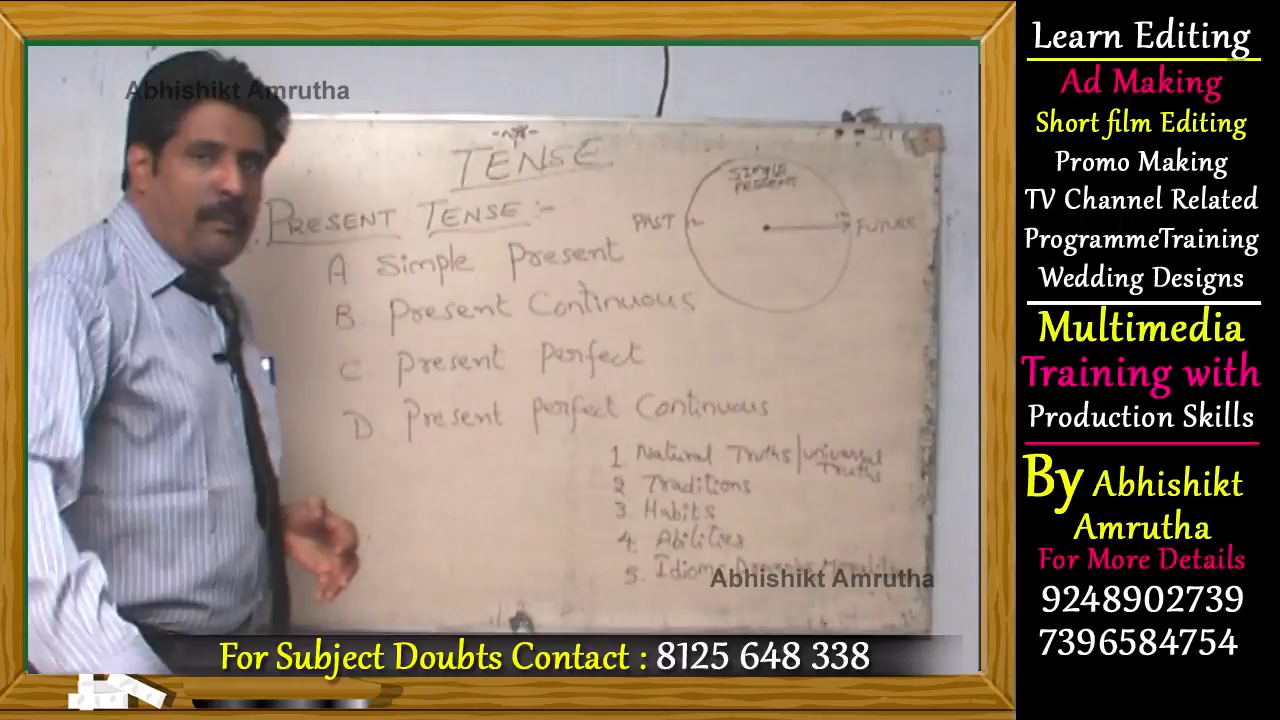 Abhishikt Amrutha
TENSE
PRESENT TENSE :-
A Simple Present
B. Present Continuous
C Present Perfect
D Present Perfect Continuous
SIMPLE
PRESENT
PAST
FUTURE
1 Natural Truths/universal
Truths
2 Traditions
3. Habits
4. Abilities
5. Idioms
Abhishikt Amrutha
For Subject Doubts Contact : 8125 648 338
Learn Editing
Ad Making
Short film Editing
Promo Making
TV Channel Related
ProgrammeTraining
Wedding Designs
Multimedia
Training with
Production Skills
By Abhishikt
Amrutha
For More Details
9248902739
7396584754